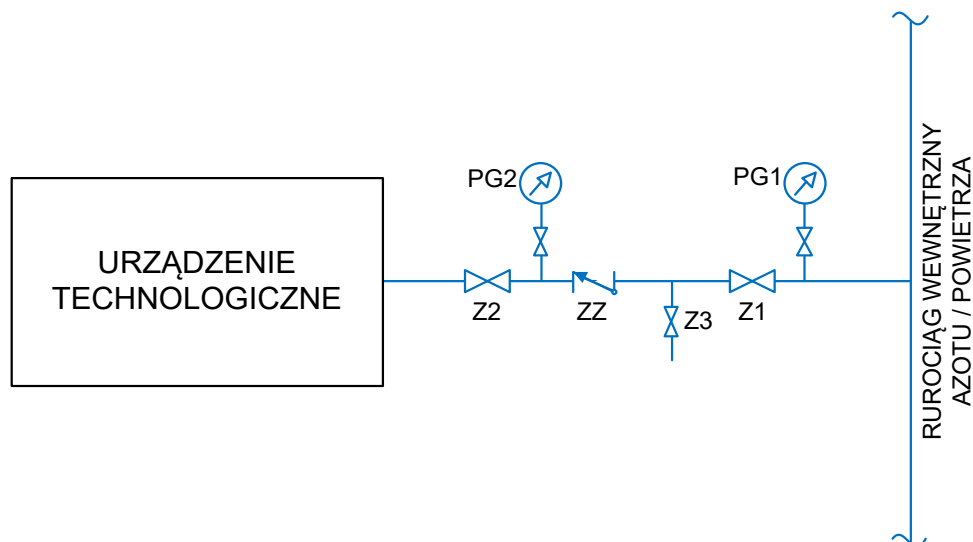 PG2
PG1
URZĄDZENIE
TECHNOLOGICZNE
Z2
ZZ
Z3
Z1
RUROCIĄG WEWNĘTRZNY
AZOTU / POWIETRZA